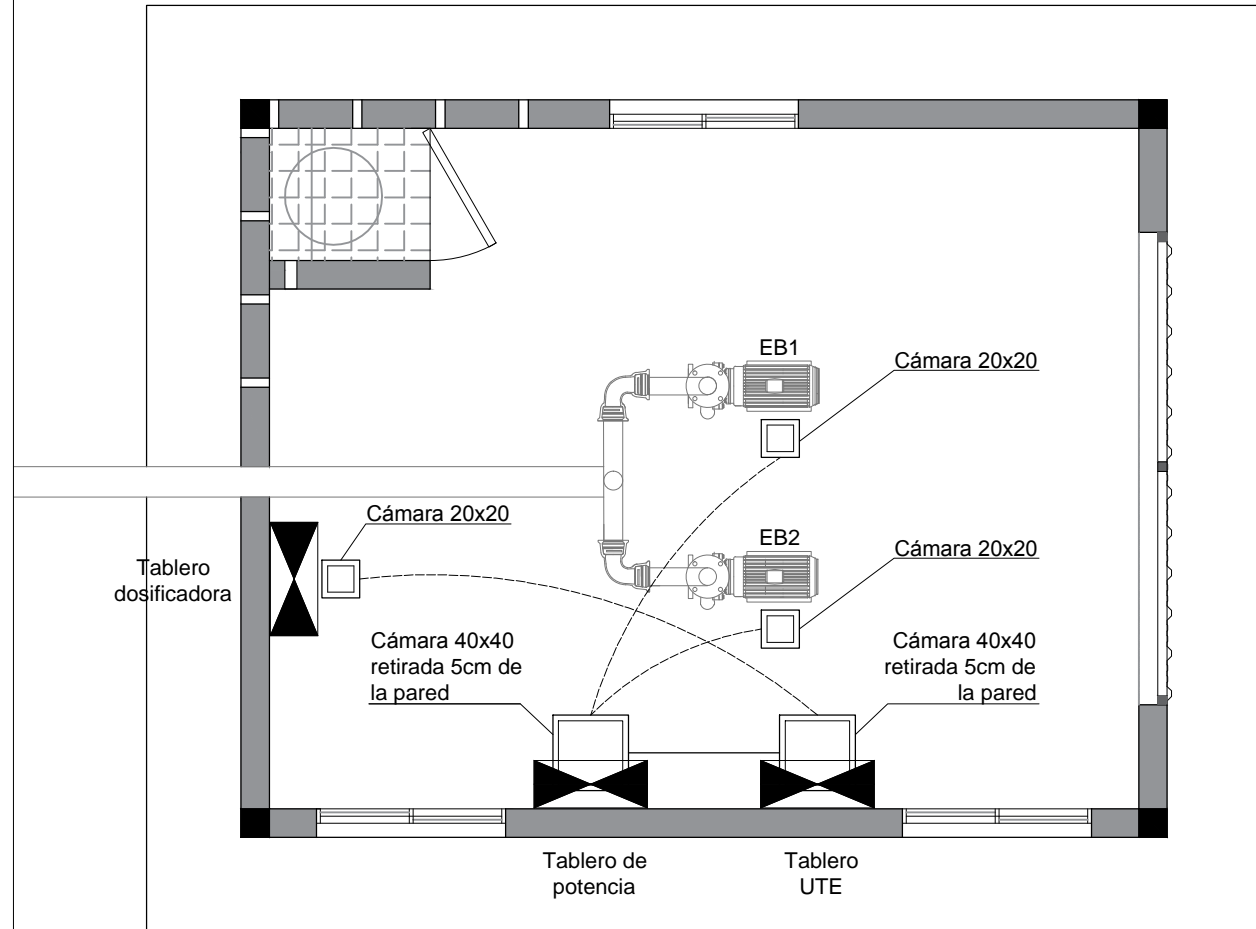 EB1
Cámara 20x20
Cámara 20x20
EB2
Cámara 20x20
Tablero
dosificadora
Cámara 40x40
retirada 5cm de
la pared
Cámara 40x40
retirada 5cm de
la pared
Tablero de
potencia
Tablero
UTE